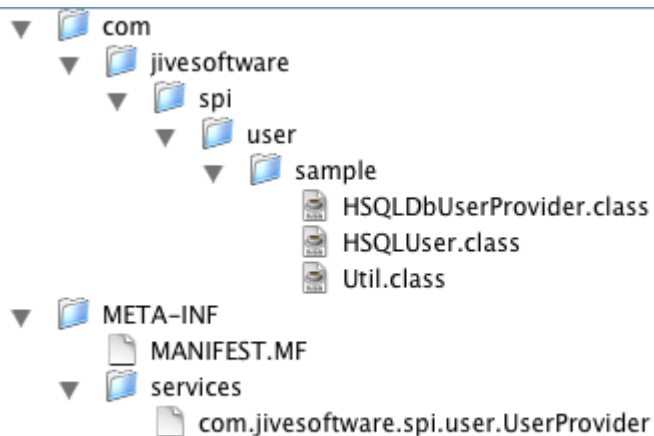 com
jivesoftware
spi
user
sample
HSQLDbUserProvider.class
HSQLUser.class
Util.class
META-INF
MANIFEST.MF
services
com.jivesoftware.spi.user.UserProvider